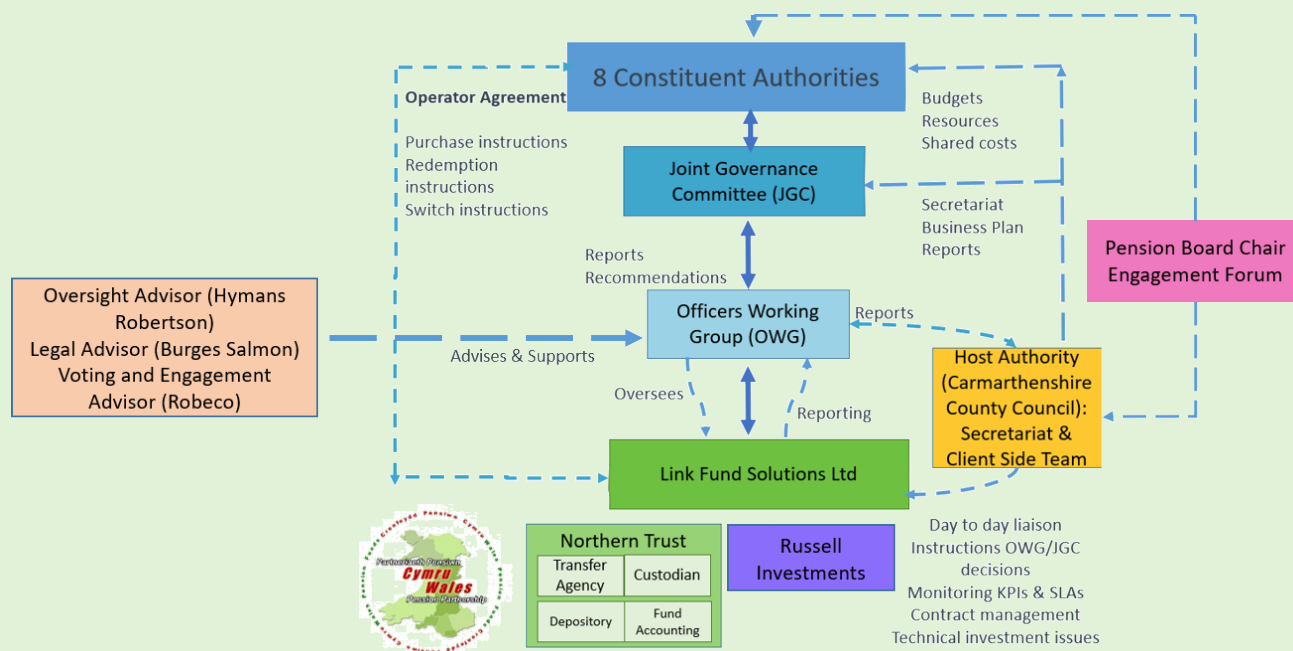 8 Constituent Authorities
Operator Agreement
Purchase instructions
Redemption
instructions
Switch instructions
Budgets
Resources
Shared costs
Joint Governance
Committee (JGC)
Secretariat
Business Plan
Reports
Pension Board Chair
Engagement Forum
Reports
Recommendations
Oversight Advisor (Hymans
Robertson)
Legal Advisor (Burges Salmon)
Voting and Engagement
Advisor (Robeco)
Advises & Supports
Officers Working
Group (OWG)
Reports
Host Authority
(Carmarthenshire
County Council):
Secretariat &
Client Side Team
Oversees
Reporting
Link Fund Solutions Ltd
Partneriaeth Pensiwn
Cymru
Wales
Pension Partnership
Northern Trust
Transfer
Agency
Custodian
Depository
Fund
Accounting
Russell
Investments
Day to day liaison
Instructions OWG/JGC
decisions
Monitoring KPIs & SLAs
Contract management
Technical investment issues